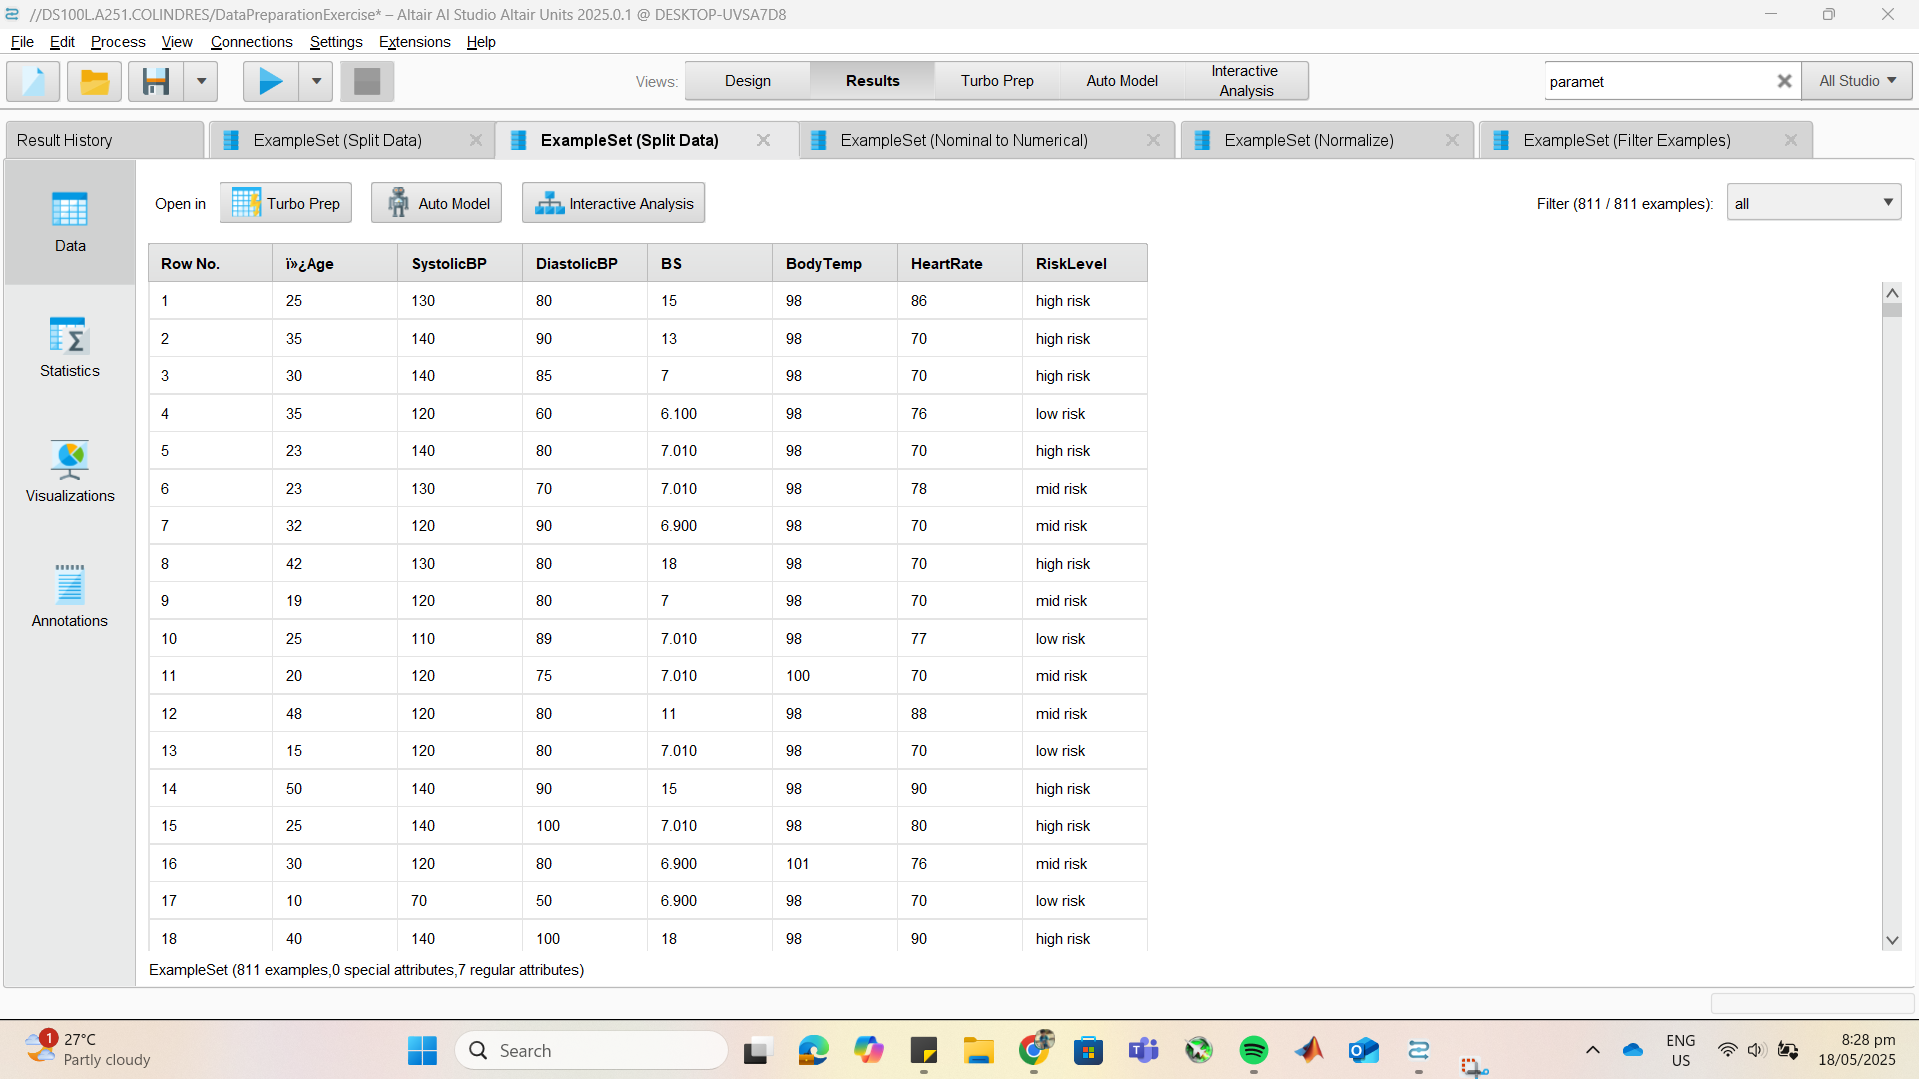 //DS100L.A251.COLINDRES/DataPreparationExercise* – Altair AI Studio Altair Units 2025.0.1 @ DESKTOP-UVSA7D8
File Edit Process View Connections Settings Extensions Help
Views: Design Results Turbo Prep Auto Model Interactive Analysis paramet All Studio
Result History ExampleSet (Split Data) ExampleSet (Split Data) ExampleSet (Nominal to Numerical) ExampleSet (Normalize) ExampleSet (Filter Examples)
Open in Turbo Prep Auto Model Interactive Analysis Filter (811 / 811 examples): all
Data
Statistics
Visualizations
Annotations
Row No. ï»¿Age SystolicBP DiastolicBP BS BodyTemp HeartRate RiskLevel
1 25 130 80 15 98 86 high risk
2 35 140 90 13 98 70 high risk
3 30 140 85 7 98 70 high risk
4 35 120 60 6.100 98 76 low risk
5 23 140 80 7.010 98 70 high risk
6 23 130 70 7.010 98 78 mid risk
7 32 120 90 6.900 98 70 mid risk
8 42 130 80 18 98 70 high risk
9 19 120 80 7 98 70 mid risk
10 25 110 89 7.010 98 77 low risk
11 20 120 75 7.010 100 70 mid risk
12 48 120 80 11 98 88 mid risk
13 15 120 80 7.010 98 70 low risk
14 50 140 90 15 98 90 high risk
15 25 140 100 7.010 98 80 high risk
16 30 120 80 6.900 101 76 mid risk
17 10 70 50 6.900 98 70 low risk
18 40 140 100 18 98 90 high risk
ExampleSet (811 examples,0 special attributes,7 regular attributes)
1
27°C
Partly cloudy
Search
ENG
US
8:28 pm
18/05/2025